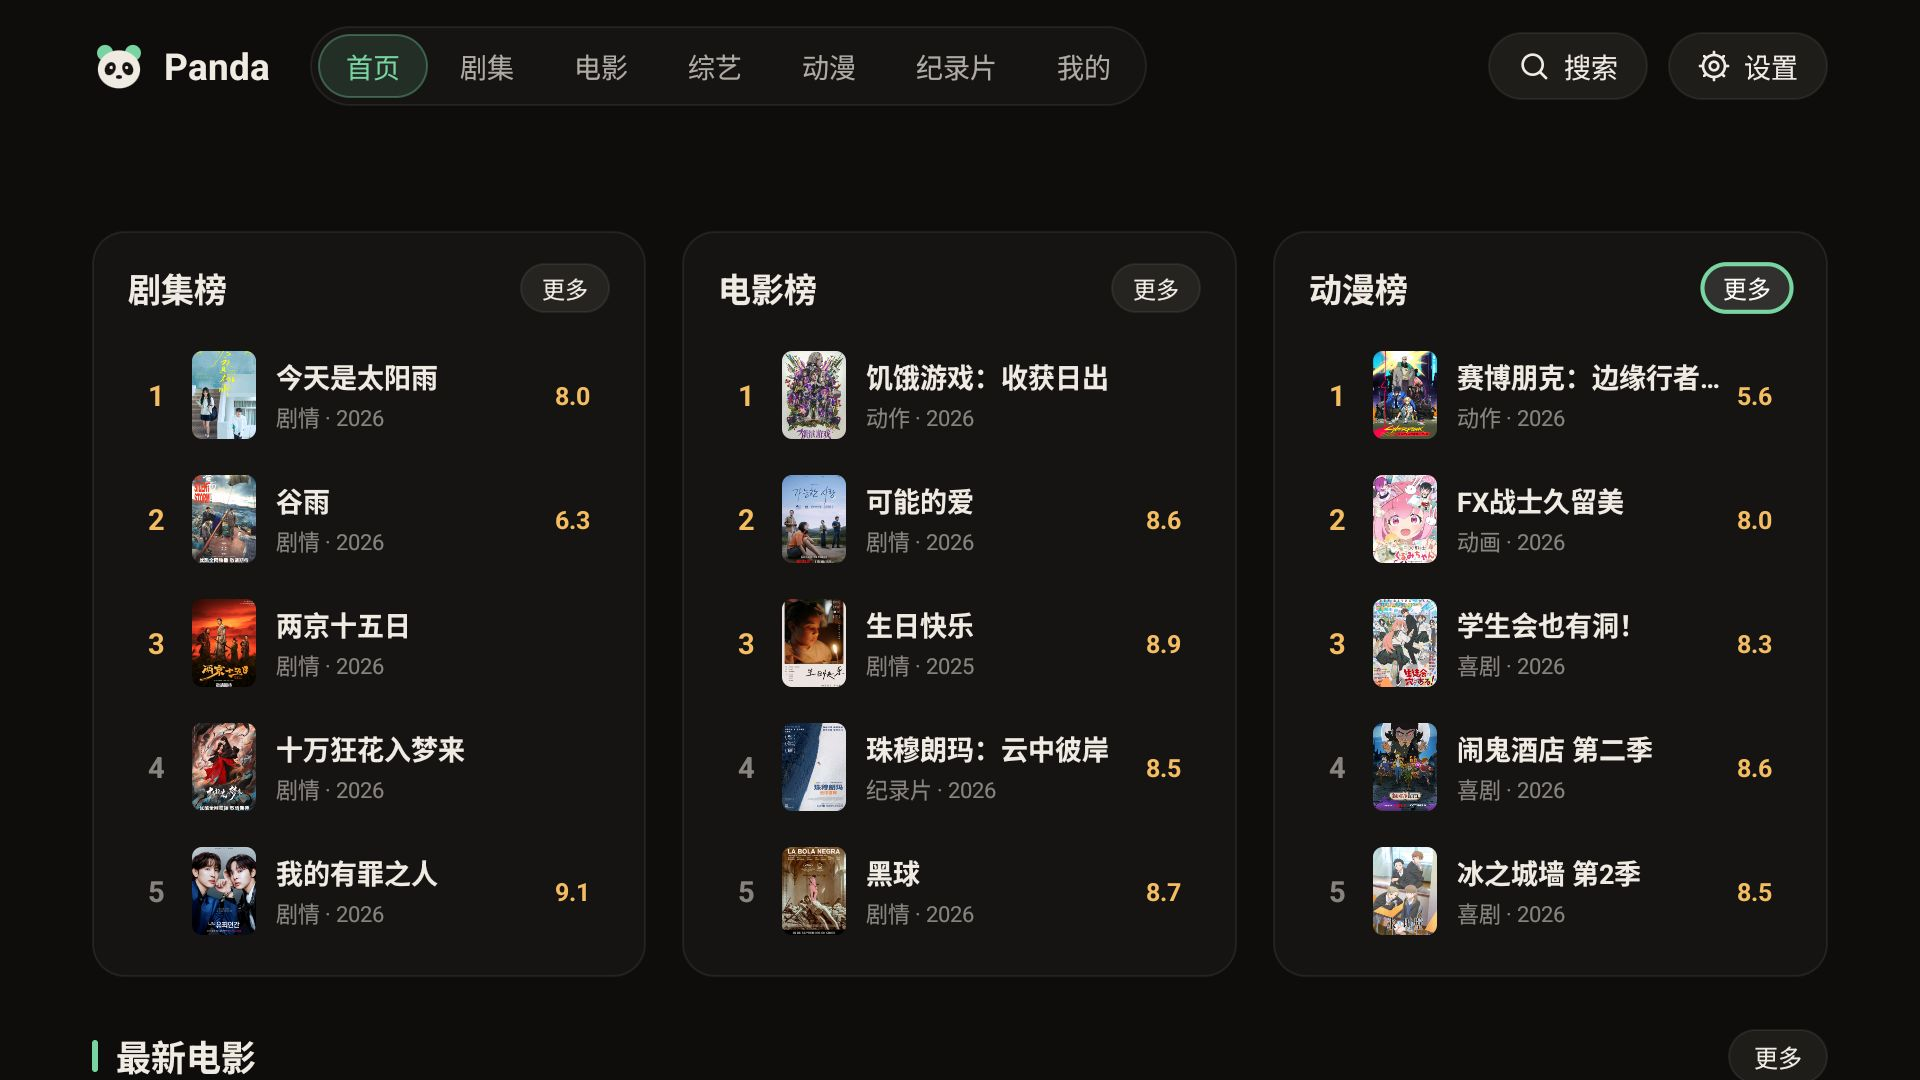 Panda
首页
剧集
电影
综艺
动漫
纪录片
我的
搜索
设置
剧集榜
更多
1
今天是太阳雨
剧情 · 2026
8.0
2
谷雨
剧情 · 2026
6.3
3
两京十五日
剧情 · 2026
4
十万狂花入梦来
剧情 · 2026
5
我的有罪之人
剧情 · 2026
9.1
电影榜
更多
1
饥饿游戏：收获日出
动作 · 2026
2
可能的爱
剧情 · 2026
8.6
3
生日快乐
剧情 · 2025
8.9
4
珠穆朗玛：云中彼岸
纪录片 · 2026
8.5
5
LA BOLA NEGRA
黑球
剧情 · 2026
8.7
动漫榜
更多
1
赛博朋克：边缘行者...
动作 · 2026
5.6
2
FX战士久留美
动画 · 2026
8.0
3
学生会也有洞！
喜剧 · 2026
8.3
4
闹鬼酒店 第二季
喜剧 · 2026
8.6
5
冰之城墙 第2季
喜剧 · 2026
8.5
最新电影
更多